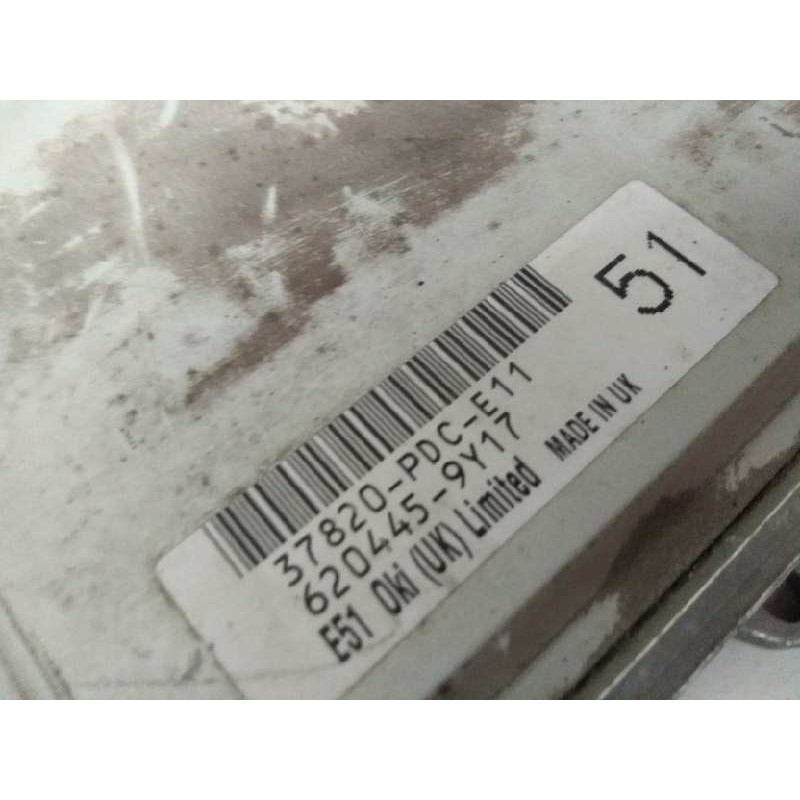 51
37820-PDC-E11
620445-9Y17
E51 Oki (UK) Limited MADE IN UK